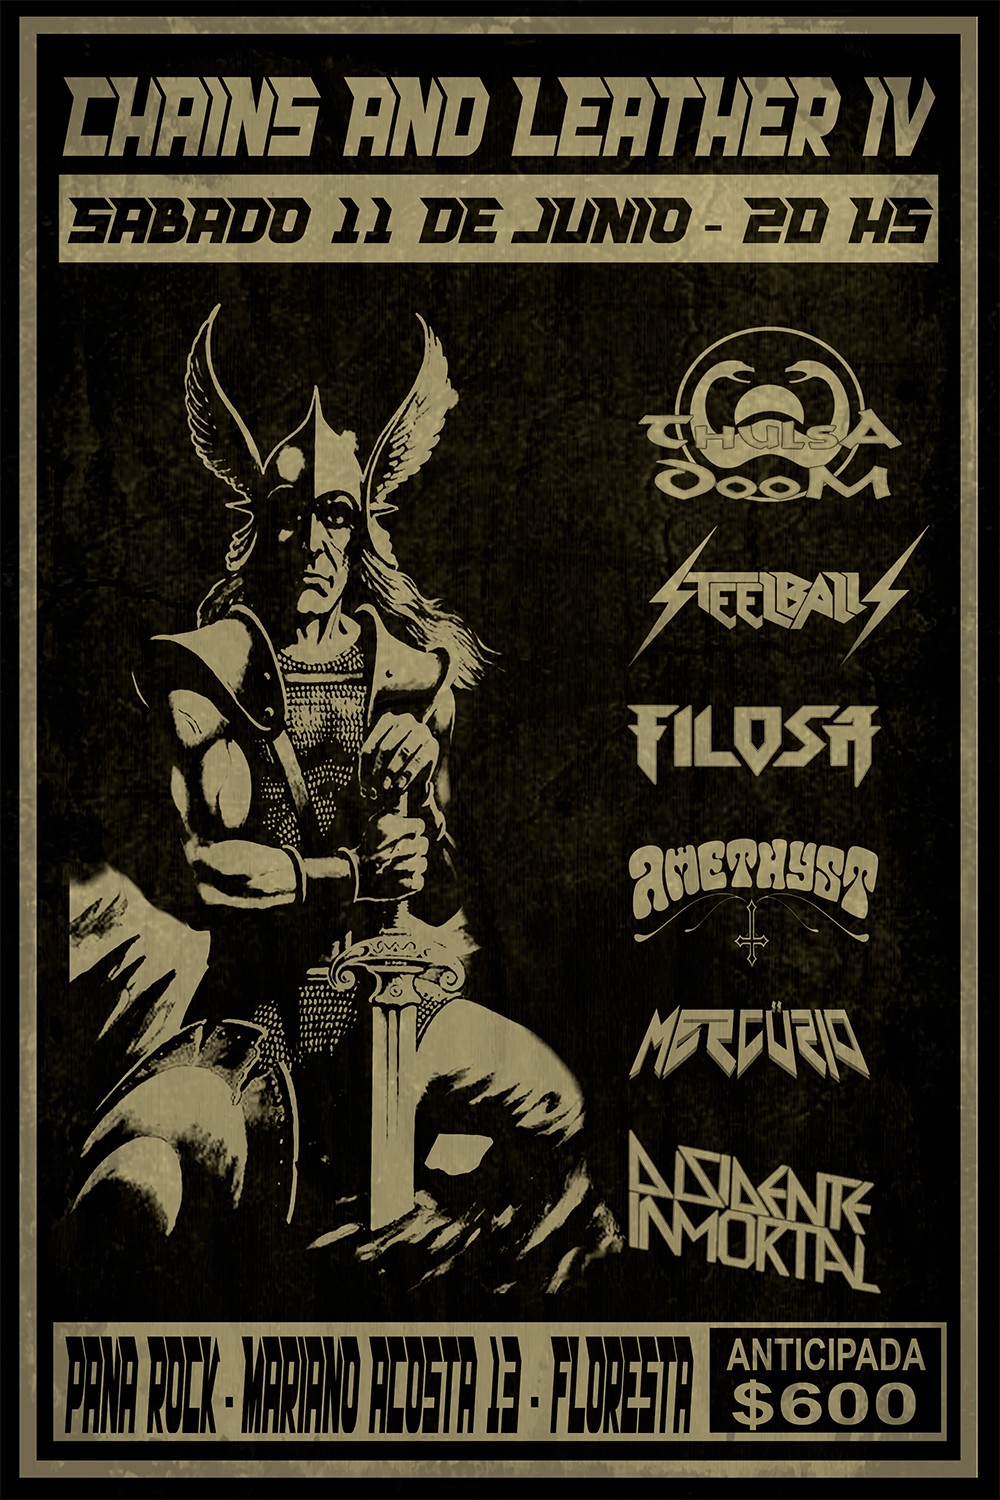 CHAINS AND LEATHER IV
SABADO 11 DE JUNIO - 20 HS
THULSA
DOOM
STEELBALLS
FILOSA
AMETHYST
MERCÜRIO
DISIDENTE
INMORTAL
PANA ROCK - MARIANO ACOSTA 13 - FLORESTA
ANTICIPADA
$600